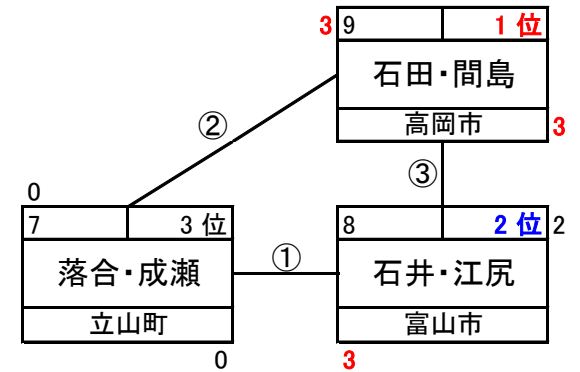 3 9 1位
石田・間島
高岡市 3
②
③
0
7 3位
落合・成瀬
立山町
0
①
8 2位 2
石井・江尻
富山市
3